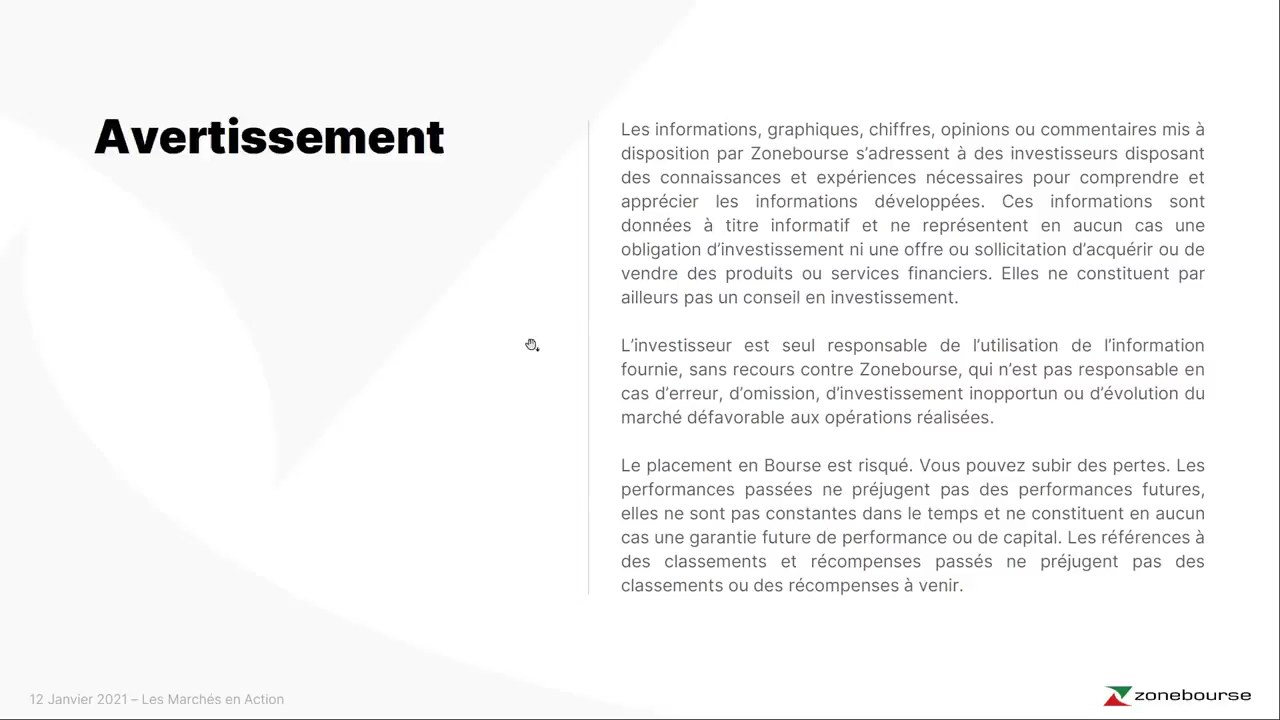 Avertissement
Les informations, graphiques, chiffres, opinions ou commentaires mis à
disposition par Zonebourse s’adressent à des investisseurs disposant
des connaissances et expériences nécessaires pour comprendre et
apprécier les informations développées. Ces informations sont
données à titre informatif et ne représentent en aucun cas une
obligation d’investissement ni une offre ou sollicitation d’acquérir ou de
vendre des produits ou services financiers. Elles ne constituent par
ailleurs pas un conseil en investissement.
L’investisseur est seul responsable de l’utilisation de l’information
fournie, sans recours contre Zonebourse, qui n’est pas responsable en
cas d’erreur, d’omission, d’investissement inopportun ou d’évolution du
marché défavorable aux opérations réalisées.
Le placement en Bourse est risqué. Vous pouvez subir des pertes. Les
performances passées ne préjugent pas des performances futures,
elles ne sont pas constantes dans le temps et ne constituent en aucun
cas une garantie future de performance ou de capital. Les références à
des classements et récompenses passés ne préjugent pas des
classements ou des récompenses à venir.
12 Janvier 2021 – Les Marchés en Action
zonebourse